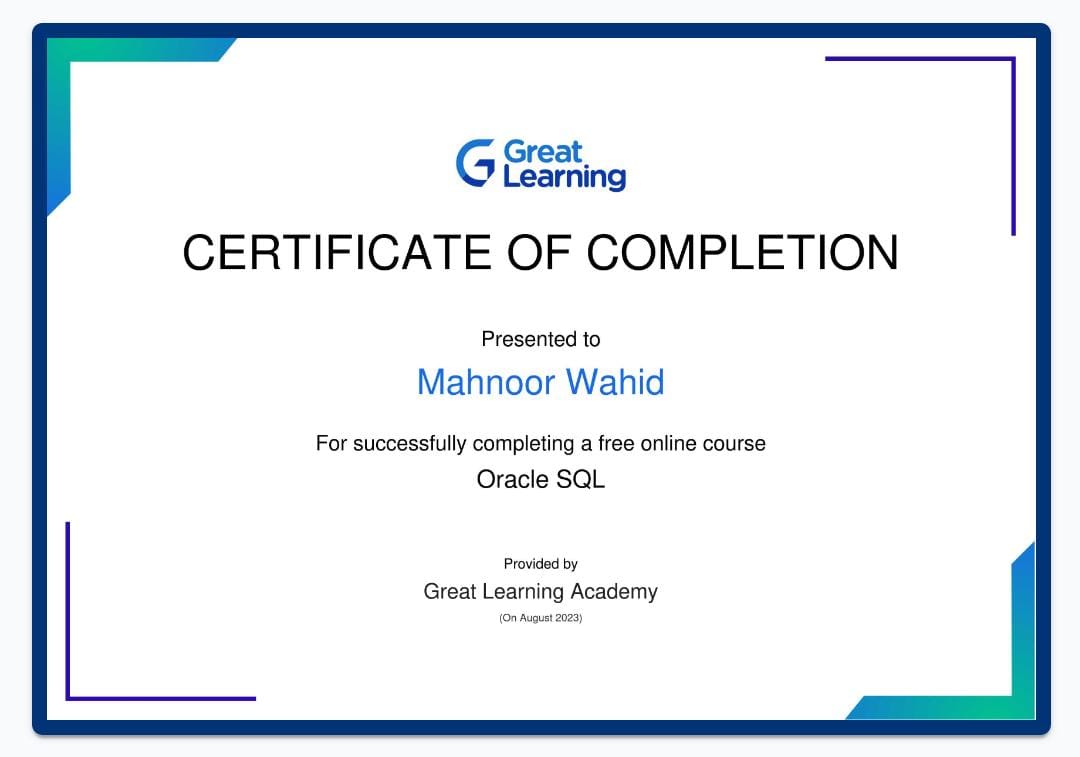 Great
Learning
CERTIFICATE OF COMPLETION
Presented to
Mahnoor Wahid
For successfully completing a free online course
Oracle SQL
Provided by
Great Learning Academy
(On August 2023)